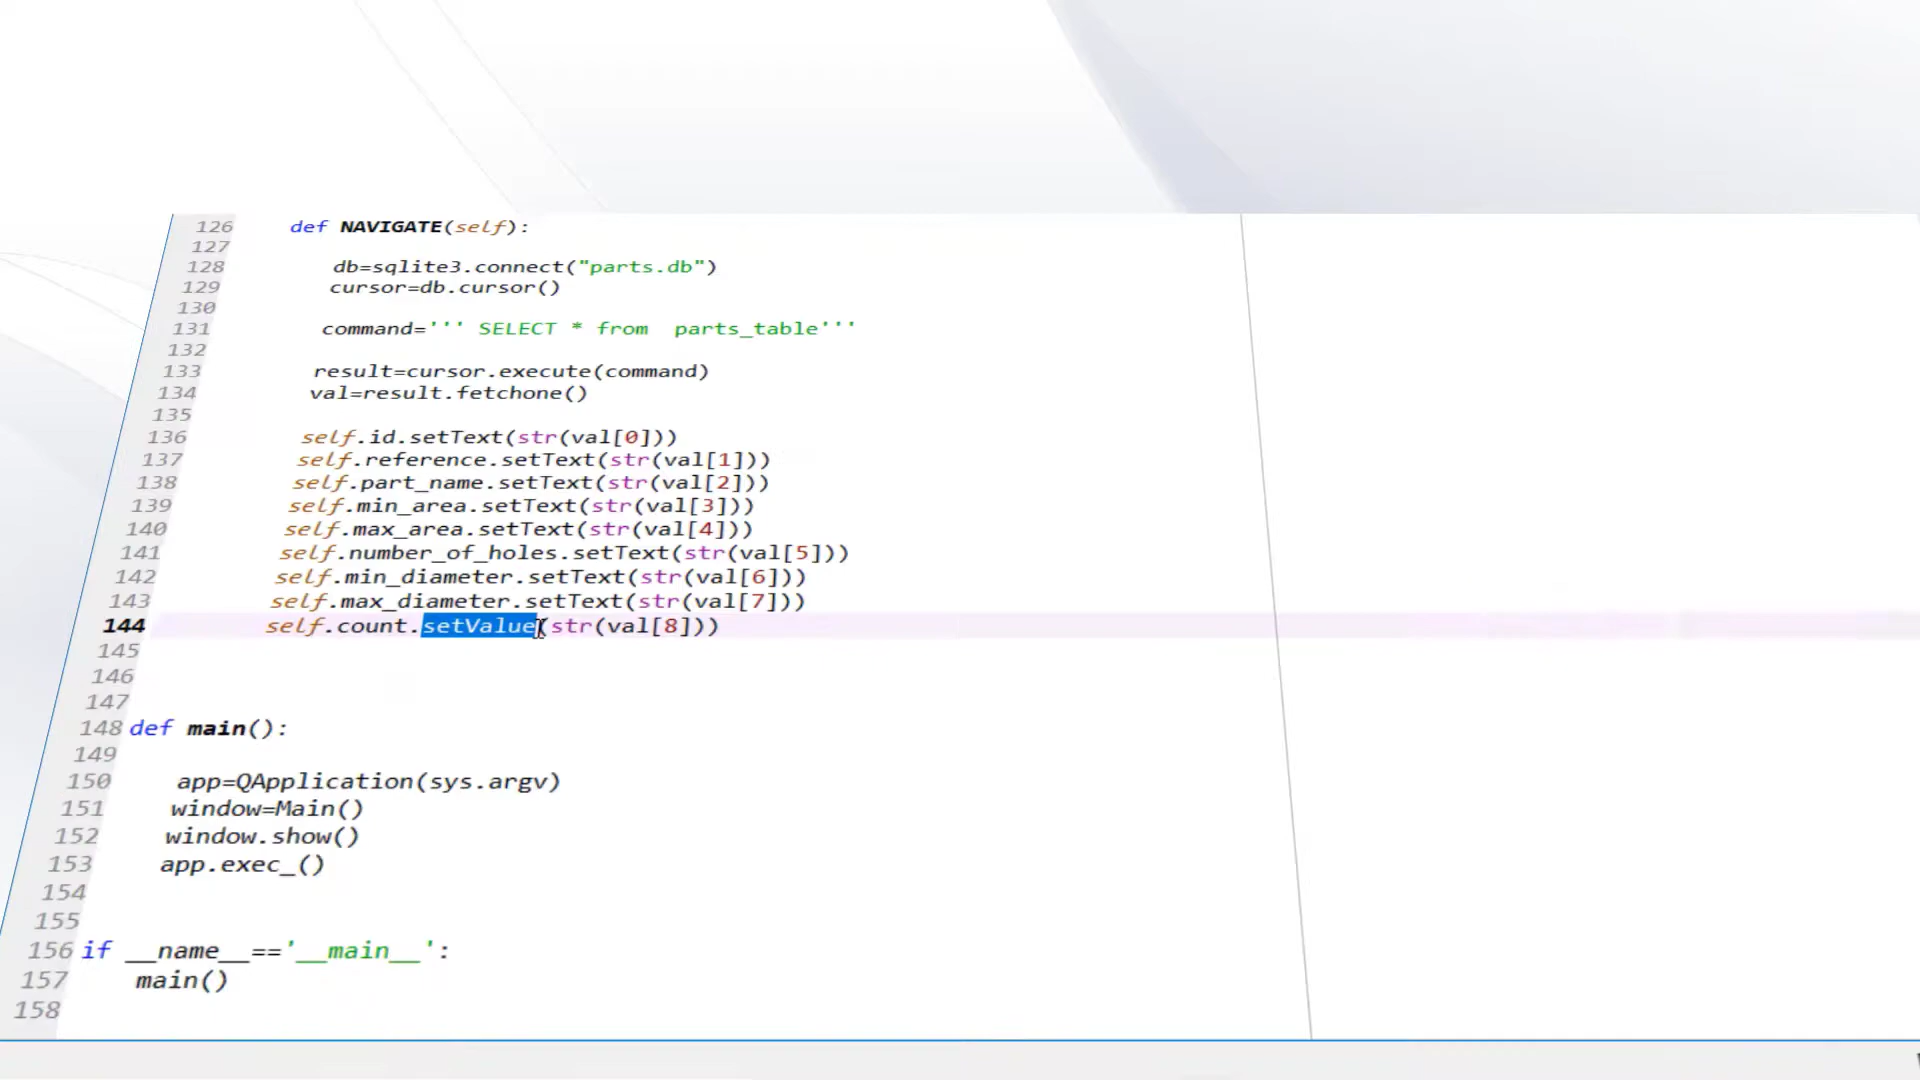 126 def NAVIGATE(self):
127
128 db=sqlite3.connect("parts.db")
129 cursor=db.cursor()
130
131 command=''' SELECT * from  parts_table'''
132
133 result=cursor.execute(command)
134 val=result.fetchone()
135
136 self.id.setText(str(val[0]))
137 self.reference.setText(str(val[1]))
138 self.part_name.setText(str(val[2]))
139 self.min_area.setText(str(val[3]))
140 self.max_area.setText(str(val[4]))
141 self.number_of_holes.setText(str(val[5]))
142 self.min_diameter.setText(str(val[6]))
143 self.max_diameter.setText(str(val[7]))
144 self.count.setValue(str(val[8]))
145
146
147
148 def main():
149
150 app=QApplication(sys.argv)
151 window=Main()
152 window.show()
153 app.exec_()
154
155
156 if __name__=='__main__':
157 main()
158